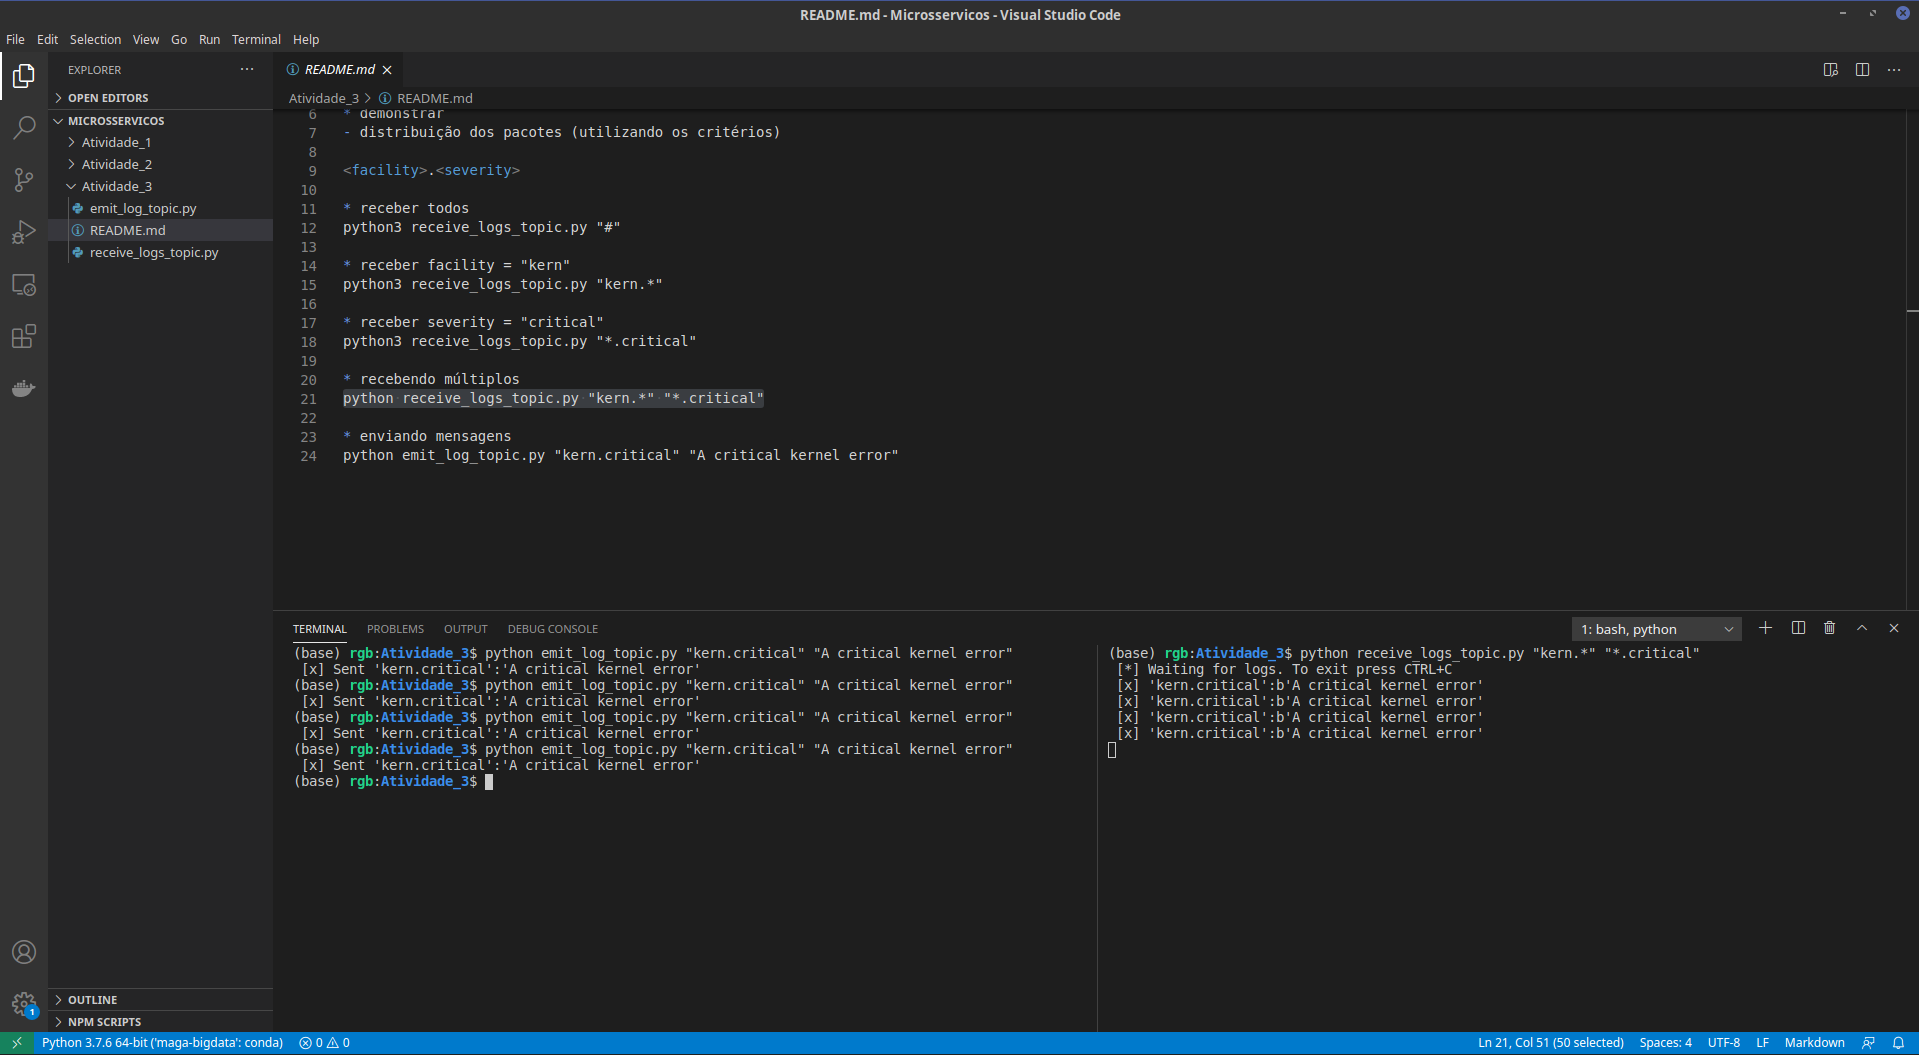 README.md - Microsservicos - Visual Studio Code
File Edit Selection View Go Run Terminal Help
EXPLORER
OPEN EDITORS
MICROSSERVICOS
Atividade_1
Atividade_2
Atividade_3
emit_log_topic.py
README.md
receive_logs_topic.py
OUTLINE
NPM SCRIPTS
README.md
Atividade_3 > README.md
6 * demonstrar
7 - distribuição dos pacotes (utilizando os critérios)
8
9 <facility>.<severity>
10
11 * receber todos
12 python3 receive_logs_topic.py "#"
13
14 * receber facility = "kern"
15 python3 receive_logs_topic.py "kern.*"
16
17 * receber severity = "critical"
18 python3 receive_logs_topic.py "*.critical"
19
20 * recebendo múltiplos
21 python receive_logs_topic.py "kern.*" "*.critical"
22
23 * enviando mensagens
24 python emit_log_topic.py "kern.critical" "A critical kernel error"
TERMINAL PROBLEMS OUTPUT DEBUG CONSOLE
1: bash, python
(base) rgb:Atividade_3$ python emit_log_topic.py "kern.critical" "A critical kernel error"
[x] Sent 'kern.critical':'A critical kernel error'
(base) rgb:Atividade_3$ python emit_log_topic.py "kern.critical" "A critical kernel error"
[x] Sent 'kern.critical':'A critical kernel error'
(base) rgb:Atividade_3$ python emit_log_topic.py "kern.critical" "A critical kernel error"
[x] Sent 'kern.critical':'A critical kernel error'
(base) rgb:Atividade_3$ python emit_log_topic.py "kern.critical" "A critical kernel error"
[x] Sent 'kern.critical':'A critical kernel error'
(base) rgb:Atividade_3$
(base) rgb:Atividade_3$ python receive_logs_topic.py "kern.*" "*.critical"
[*] Waiting for logs. To exit press CTRL+C
[x] 'kern.critical':b'A critical kernel error'
[x] 'kern.critical':b'A critical kernel error'
[x] 'kern.critical':b'A critical kernel error'
[x] 'kern.critical':b'A critical kernel error'
1
Python 3.7.6 64-bit ('maga-bigdata': conda) 0 0
Ln 21, Col 51 (50 selected) Spaces: 4 UTF-8 LF Markdown